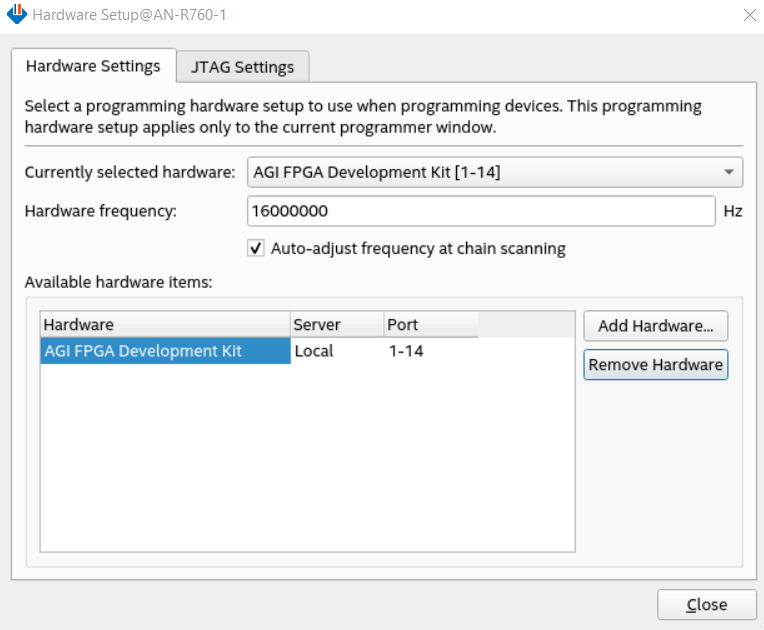 Hardware Setup@AN-R760-1
Hardware Settings
JTAG Settings
Select a programming hardware setup to use when programming devices. This programming
hardware setup applies only to the current programmer window.
Currently selected hardware: AGI FPGA Development Kit [1-14]
Hardware frequency: 16000000 Hz
Auto-adjust frequency at chain scanning
Available hardware items:
Hardware Server Port
AGI FPGA Development Kit Local 1-14
Add Hardware...
Remove Hardware
Close